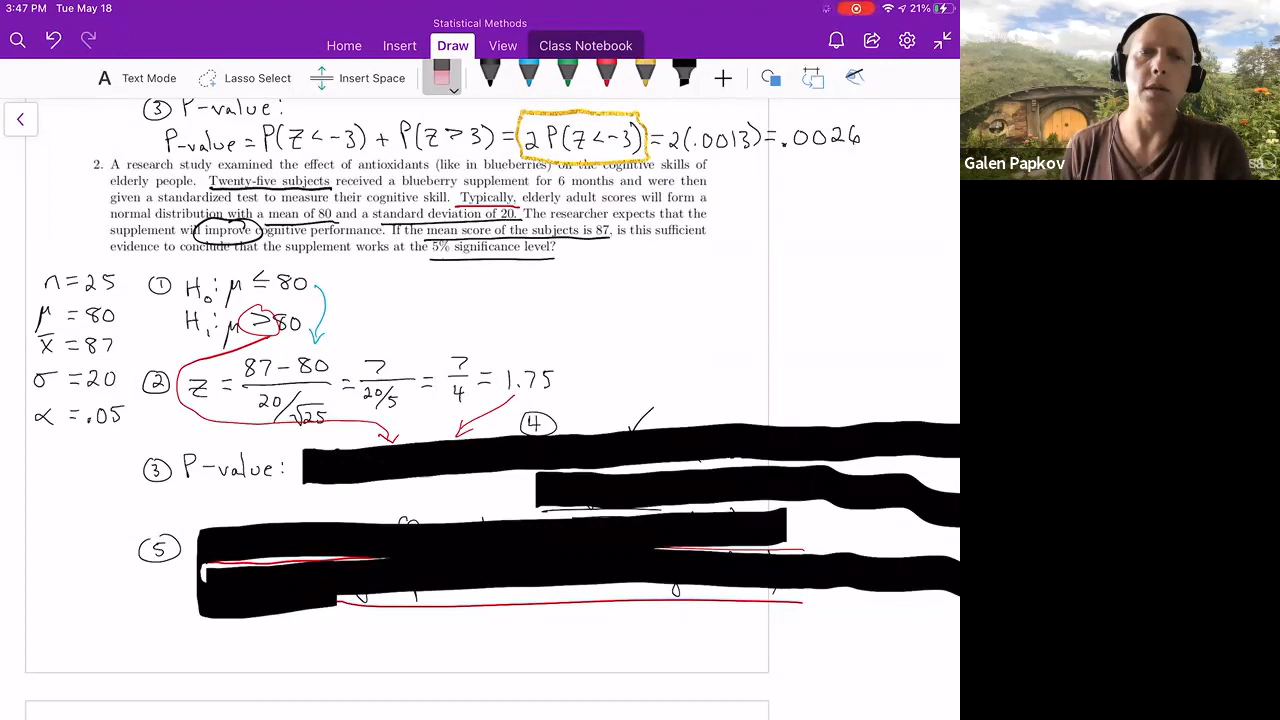 3:47 PM Tue May 18
21%
Statistical Methods
Home Insert Draw View Class Notebook
A Text Mode Lasso Select Insert Space
③ P-value:
P-value = P(Z < -3) + P(Z > 3) = 2 P(Z < -3) = 2(.0013) = .0026
2. A research study examined the effect of antioxidants (like in blueberries) on the cognitive skills of
elderly people. Twenty-five subjects received a blueberry supplement for 6 months and were then
given a standardized test to measure their cognitive skill. Typically, elderly adult scores will form a
normal distribution with a mean of 80 and a standard deviation of 20. The researcher expects that the
supplement will improve cognitive performance. If the mean score of the subjects is 87, is this sufficient
evidence to conclude that the supplement works at the 5% significance level?
n = 25
μ = 80
x̄ = 87
σ = 20
α = .05
① H₀: μ ≤ 80
H₁: μ > 80
② Z = (87-80)/(20/√25) = 7/(20/5) = 7/4 = 1.75
④
③ P-value:
⑤
Galen Papkov